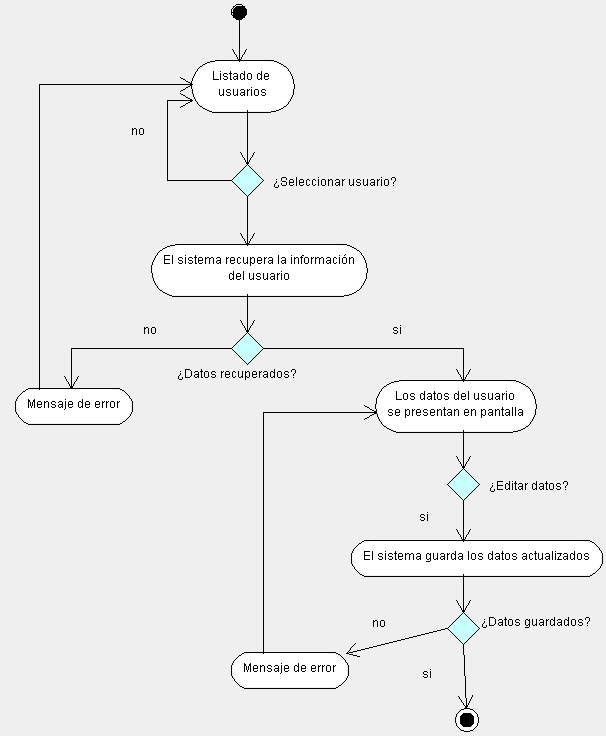 Listado de
usuarios
no
¿Seleccionar usuario?
El sistema recupera la información
del usuario
no
si
¿Datos recuperados?
Mensaje de error
Los datos del usuario
se presentan en pantalla
¿Editar datos?
si
El sistema guarda los datos actualizados
¿Datos guardados?
no
Mensaje de error
si